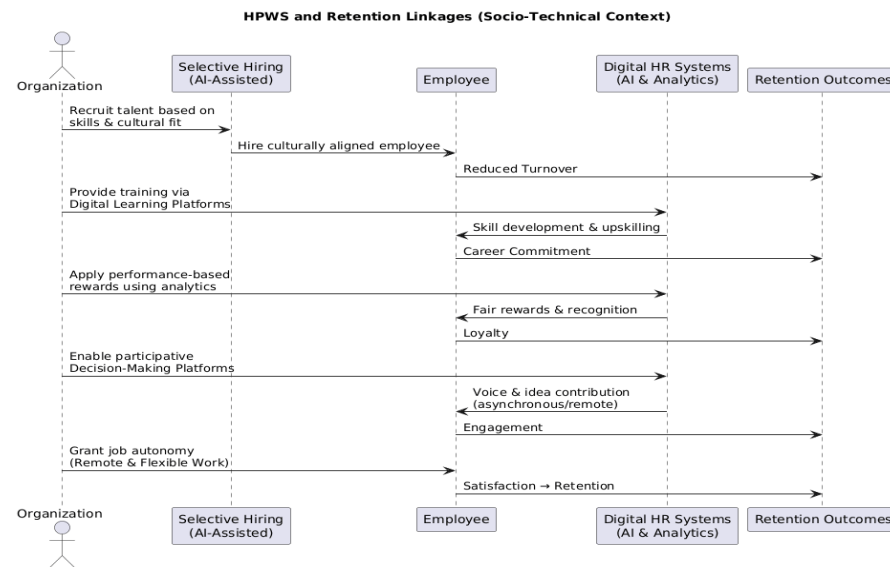 HPWS and Retention Linkages (Socio-Technical Context)
Organization
Selective Hiring
(AI-Assisted)
Employee
Digital HR Systems
(AI & Analytics)
Retention Outcomes
Recruit talent based on
skills & cultural fit
Hire culturally aligned employee
Reduced Turnover
Provide training via
Digital Learning Platforms
Skill development & upskilling
Career Commitment
Apply performance-based
rewards using analytics
Fair rewards & recognition
Loyalty
Enable participative
Decision-Making Platforms
Voice & idea contribution
(asynchronous/remote)
Engagement
Grant job autonomy
(Remote & Flexible Work)
Satisfaction → Retention
Organization
Selective Hiring
(AI-Assisted)
Employee
Digital HR Systems
(AI & Analytics)
Retention Outcomes